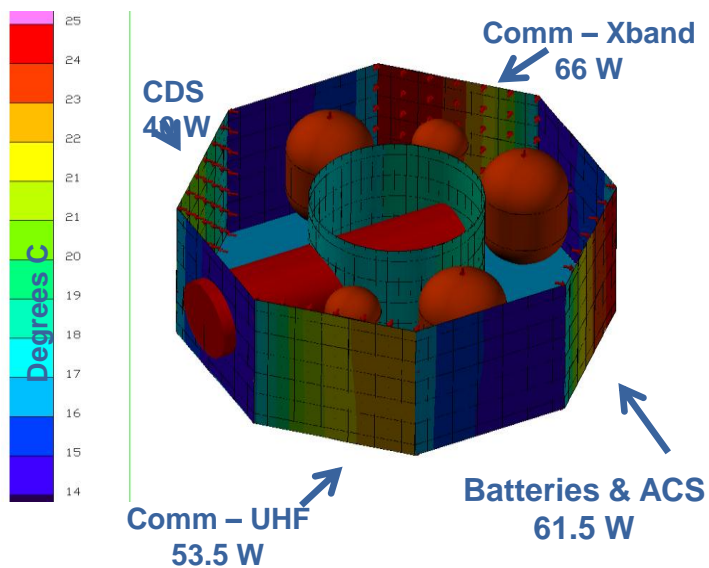 25
24
23
22
21
21
20
19
18
17
16
15
14
Degrees C
CDS
W
Comm – Xband
66 W
Comm – UHF
53.5 W
Batteries & ACS
61.5 W